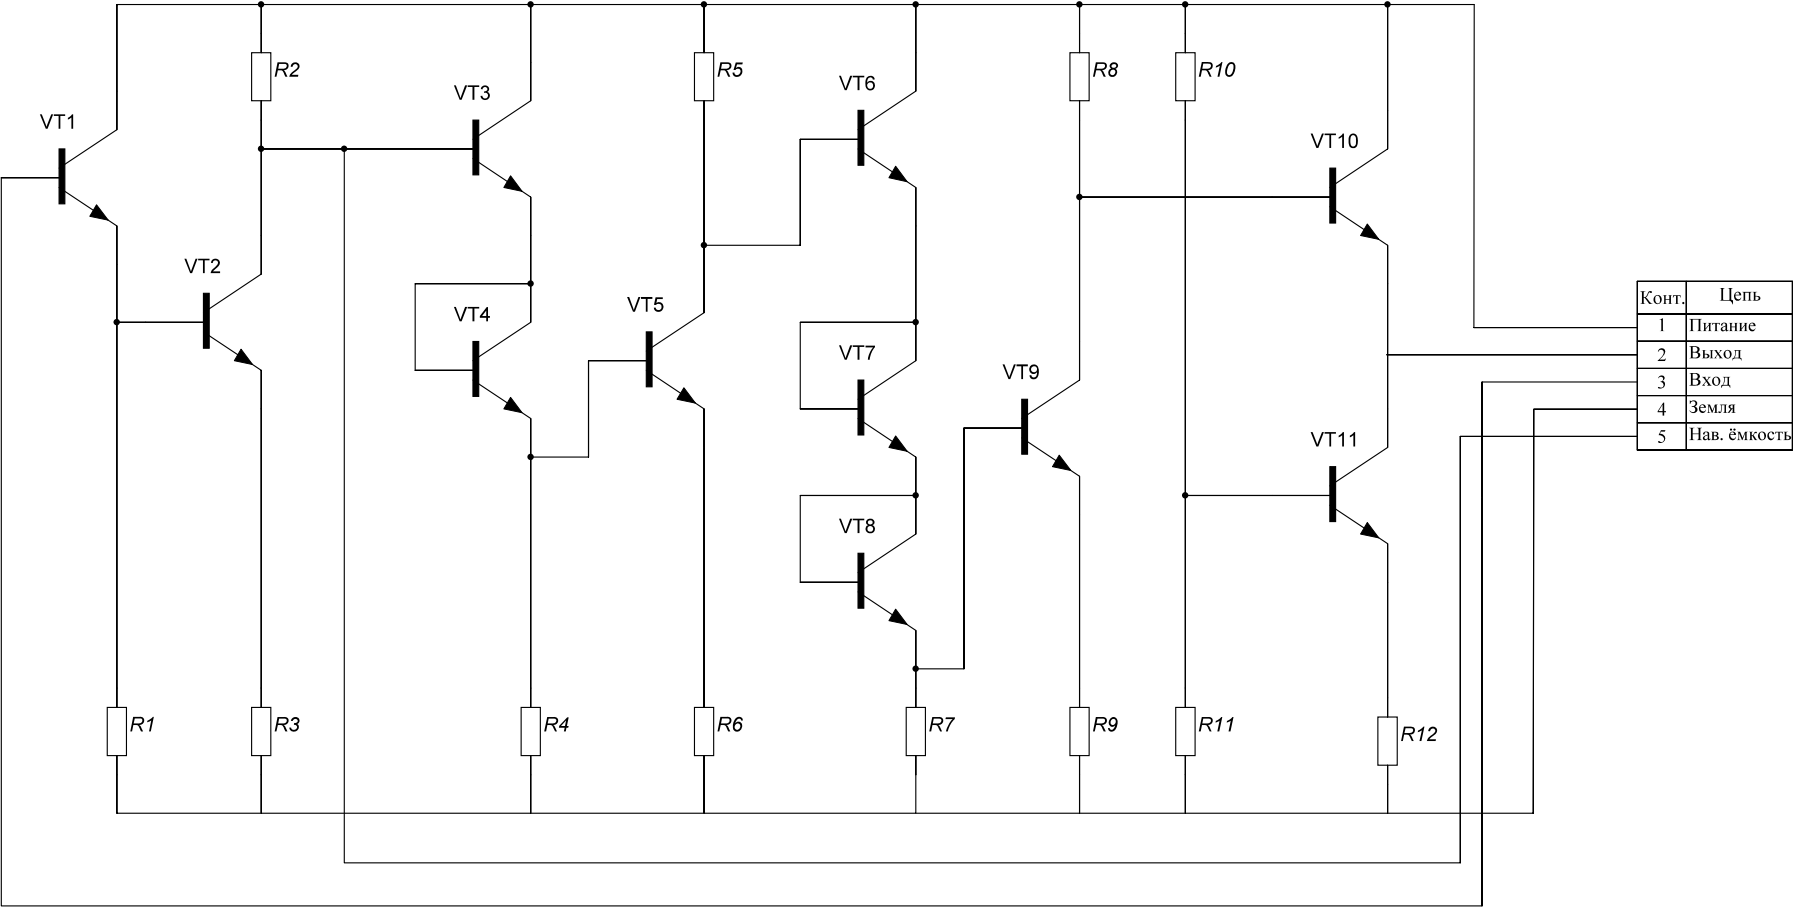 R2
R5
R8
R10
VT6
VT3
VT1
VT10
VT2
Конт. Цепь
VT5
VT4
1 Питание
2 Выход
VT7
VT9
3 Вход
4 Земля
5 Нав. ёмкость
VT11
VT8
R1
R3
R4
R6
R7
R9
R11
R12